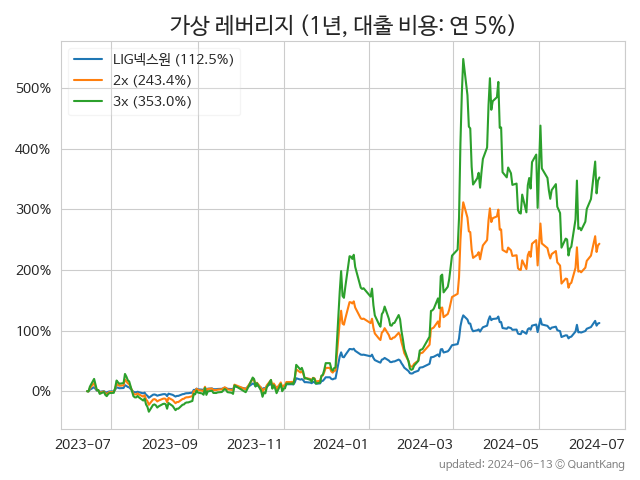 가상 레버리지 (1년, 대출 비용: 연 5%)
LIG넥스원 (112.5%)
2x (243.4%)
3x (353.0%)
500%
400%
300%
200%
100%
0%
2023-07 2023-09 2023-11 2024-01 2024-03 2024-05 2024-07
updated: 2024-06-13 © QuantKang